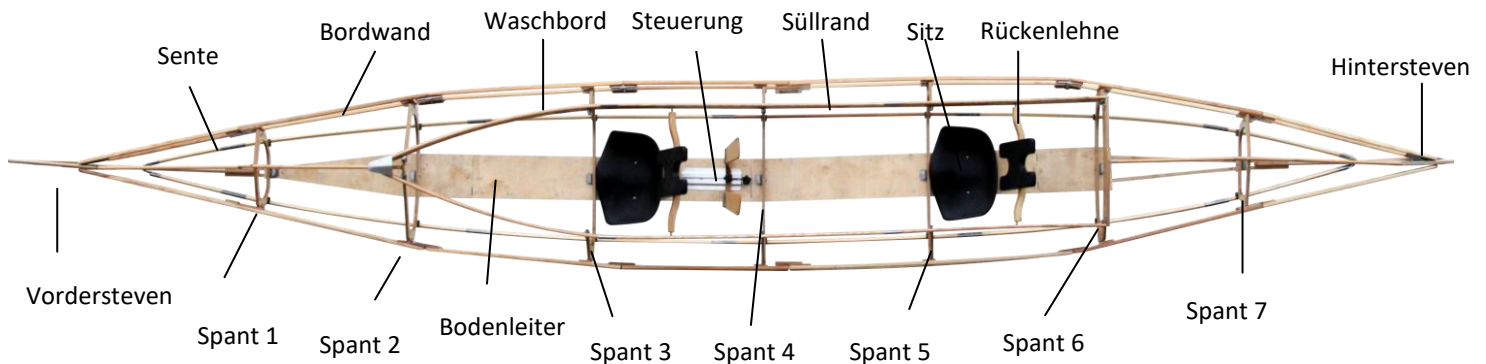 Sente
Bordwand
Waschbord
Steuerung
Süllrand
Sitz
Rückenlehne
Hintersteven
Vordersteven
Spant 1
Spant 2
Bodenleiter
Spant 3
Spant 4
Spant 5
Spant 6
Spant 7